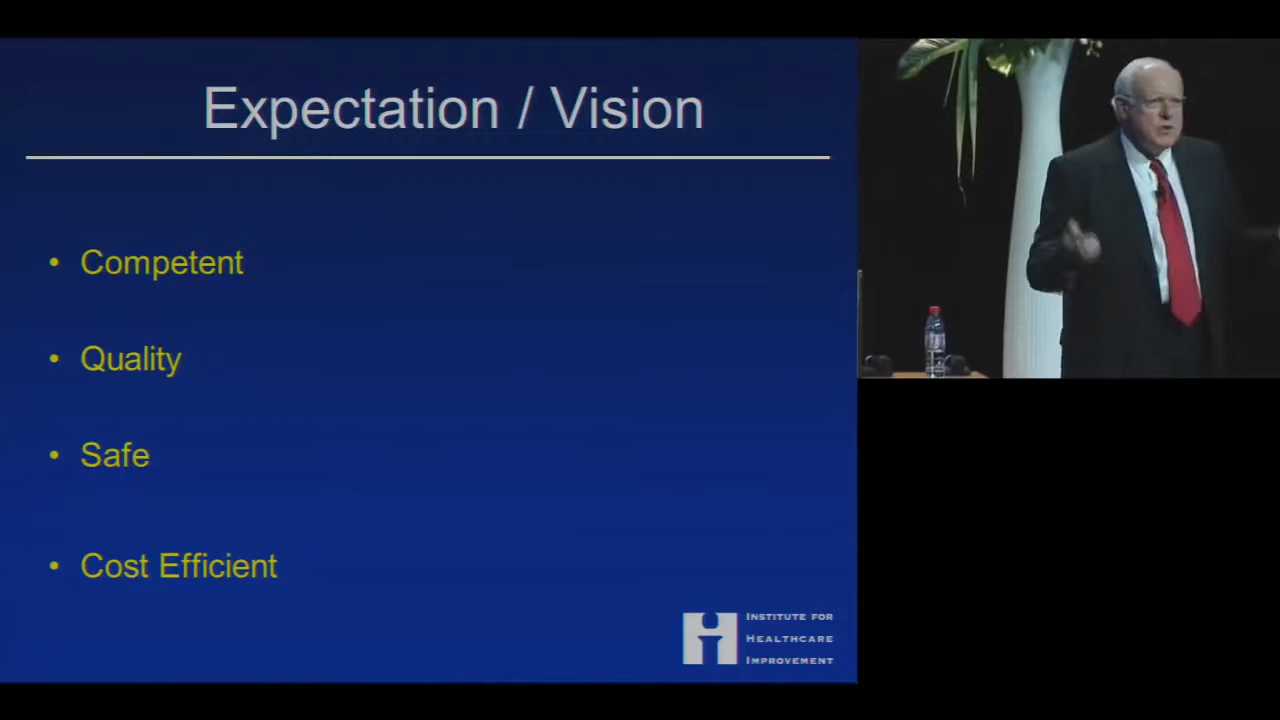 Expectation / Vision
• Competent
• Quality
• Safe
• Cost Efficient
INSTITUTE FOR
HEALTHCARE
IMPROVEMENT